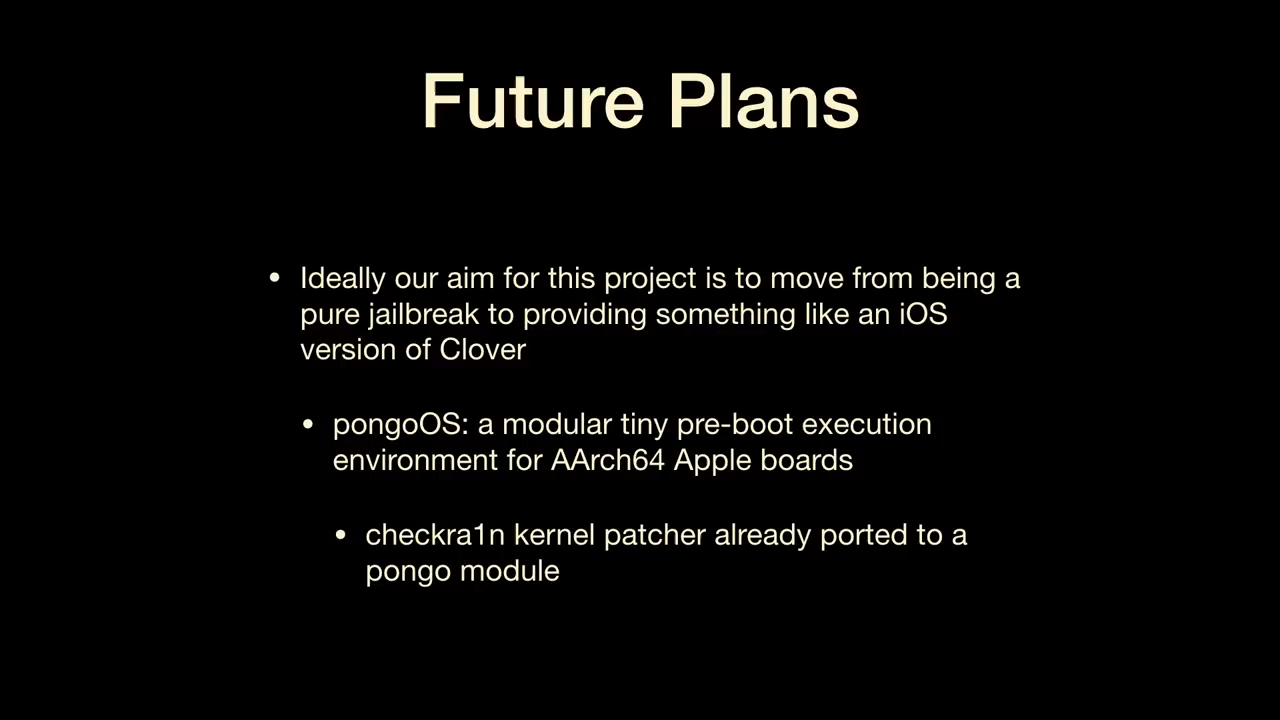 Future Plans
• Ideally our aim for this project is to move from being a
pure jailbreak to providing something like an iOS
version of Clover
• pongoOS: a modular tiny pre-boot execution
environment for AArch64 Apple boards
• checkra1n kernel patcher already ported to a
pongo module